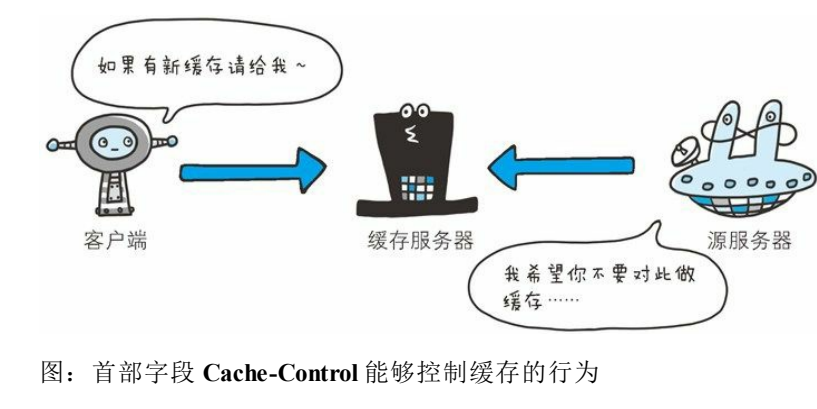 如果有新缓存请给我～
客户端
缓存服务器
源服务器
我希望你不要对此做
缓存……
图：首部字段 Cache-Control 能够控制缓存的行为